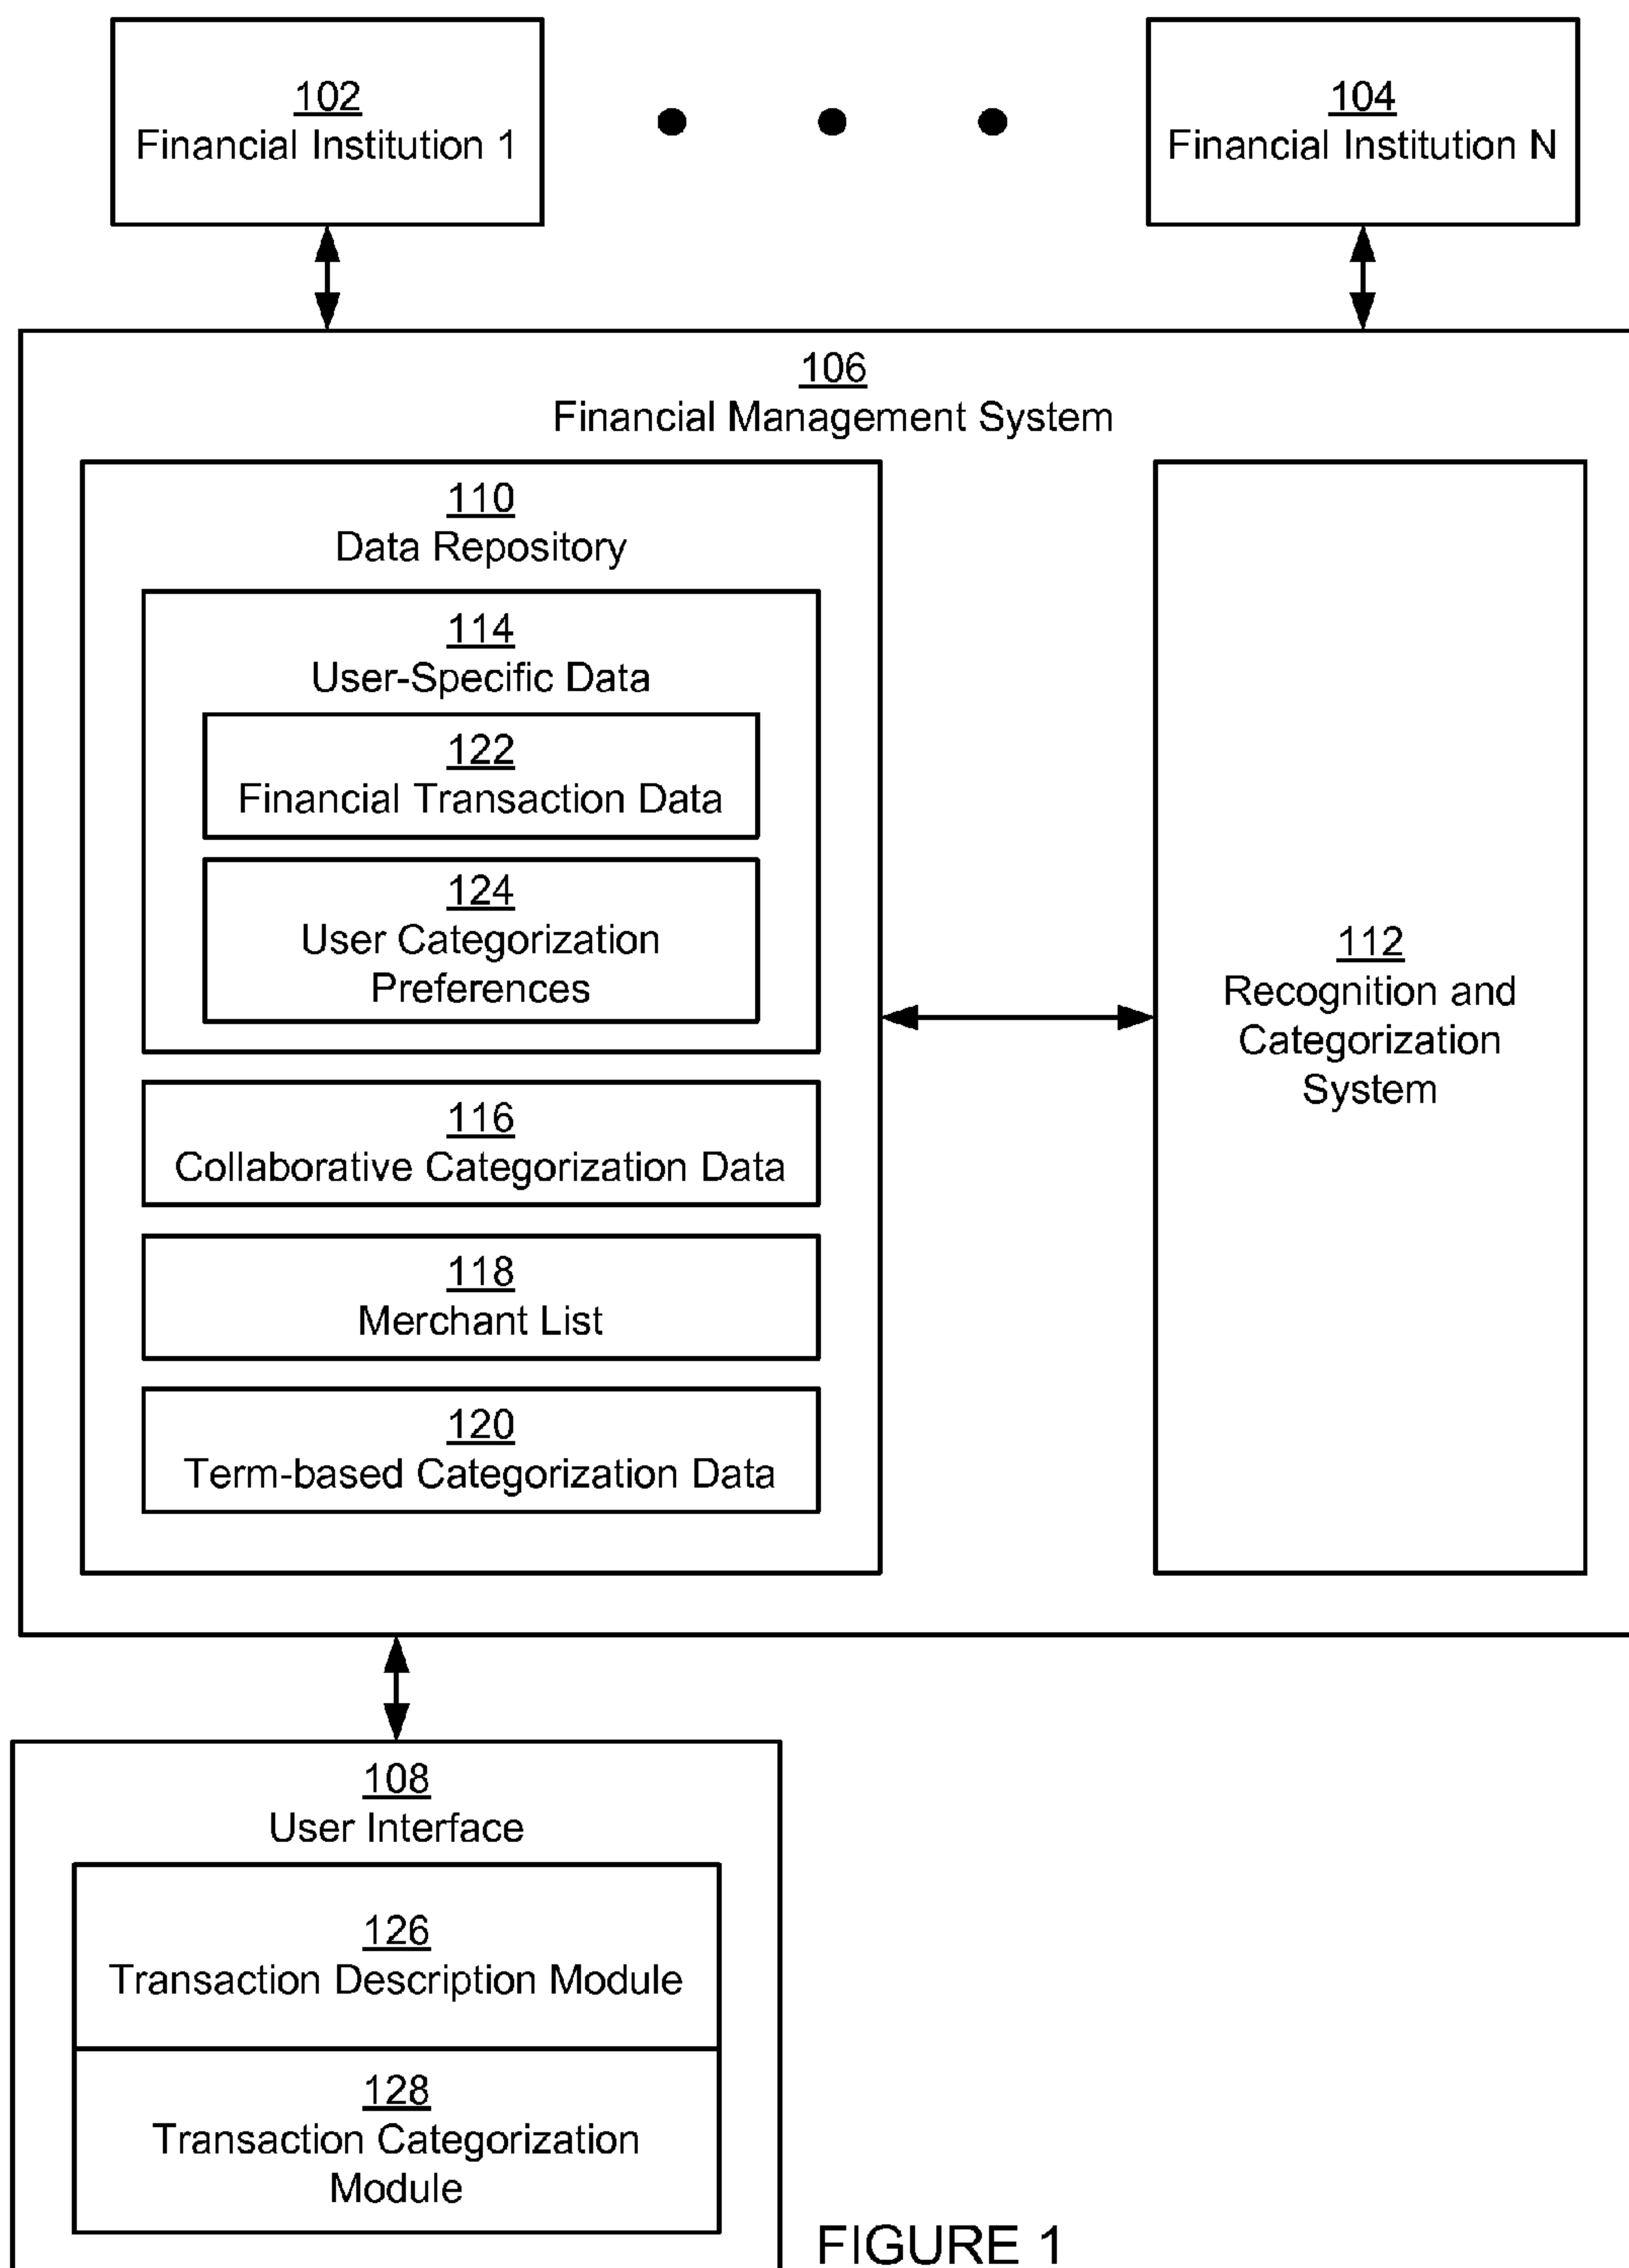 102
Financial Institution 1
104
Financial Institution N
106
Financial Management System
110
Data Repository
114
User-Specific Data
122
Financial Transaction Data
124
User Categorization
Preferences
116
Collaborative Categorization Data
118
Merchant List
120
Term-based Categorization Data
112
Recognition and
Categorization
System
108
User Interface
126
Transaction Description Module
128
Transaction Categorization
Module
FIGURE 1